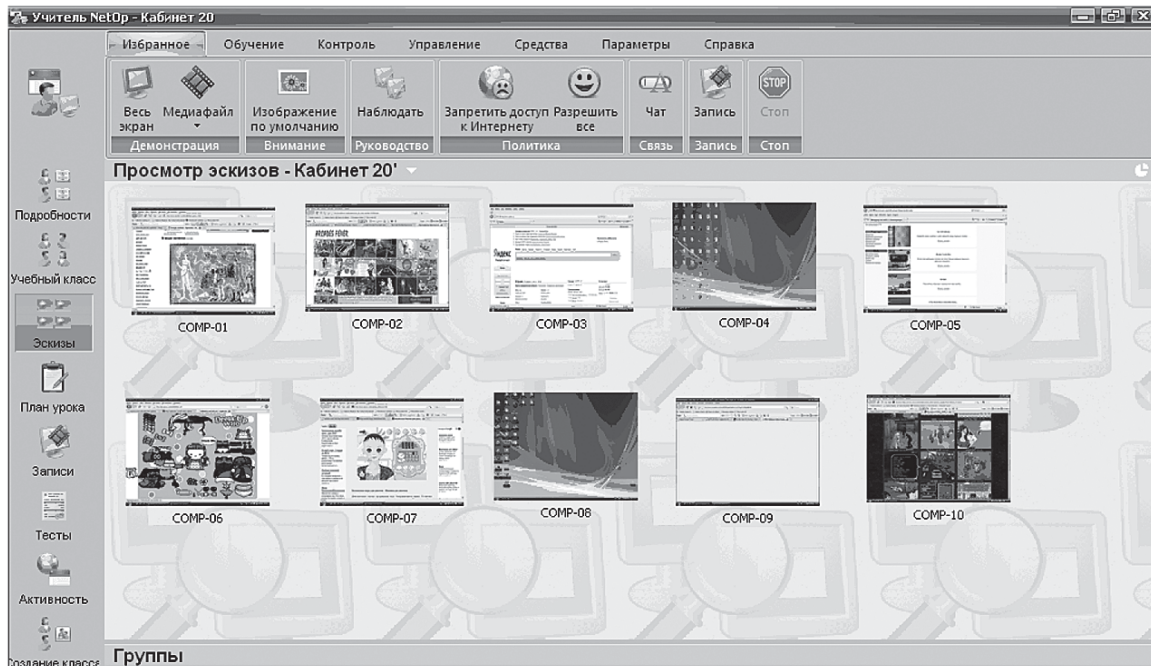 Учитель NetOp - Кабинет 20
Избранное Обучение Контроль Управление Средства Параметры Справка
Весь экран Медиафайл Изображение по умолчанию Наблюдать Запретить доступ к Интернету Разрешить все Чат Запись Стоп
Демонстрация Внимание Руководство Политика Связь Запись Стоп
Просмотр эскизов - Кабинет 20'
Подробности
Учебный класс
Эскизы
План урока
Записи
Тесты
Активность
Создание класса
ARCADES FEVER
Яндекс
COMP-01 COMP-02 COMP-03 COMP-04 COMP-05
COMP-06 COMP-07 COMP-08 COMP-09 COMP-10
Группы